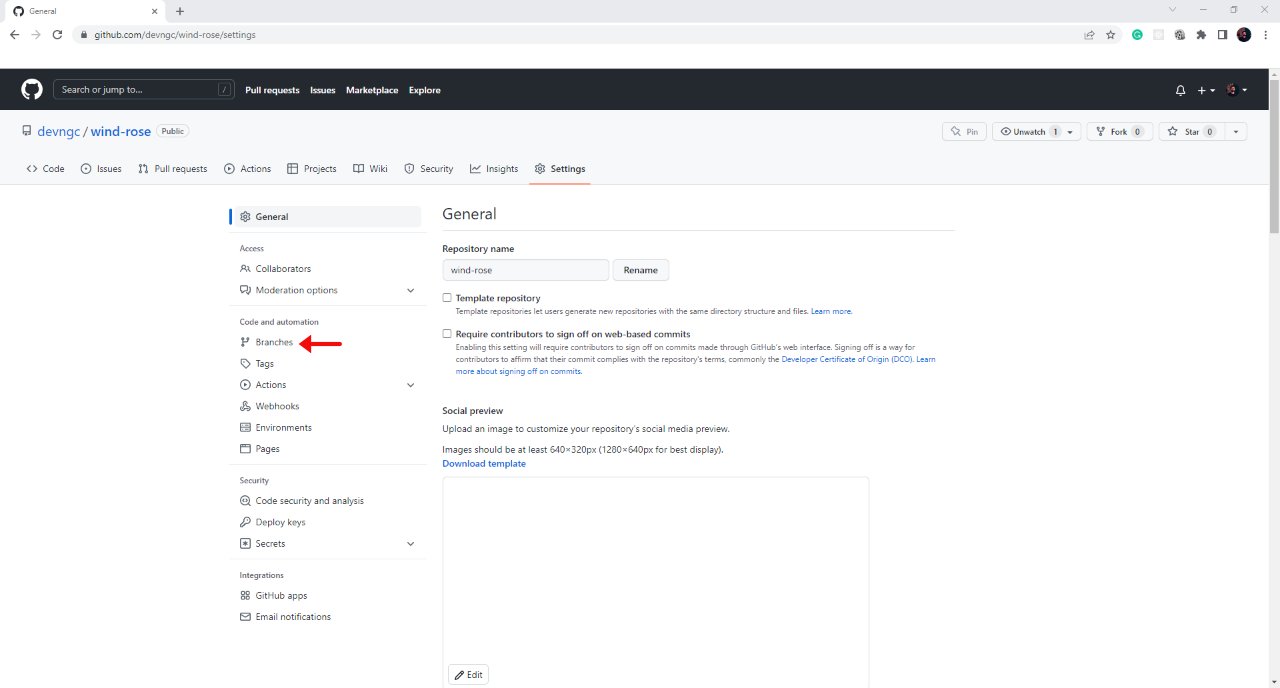 General
github.com/devngc/wind-rose/settings
Search or jump to... /
Pull requests Issues Marketplace Explore
devngc / wind-rose Public
Pin Unwatch 1 Fork 0 Star 0
Code Issues Pull requests Actions Projects Wiki Security Insights Settings
General
Access
Collaborators
Moderation options
Code and automation
Branches
Tags
Actions
Webhooks
Environments
Pages
Security
Code security and analysis
Deploy keys
Secrets
Integrations
GitHub apps
Email notifications
General
Repository name
wind-rose Rename
Template repository
Template repositories let users generate new repositories with the same directory structure and files. Learn more.
Require contributors to sign off on web-based commits
Enabling this setting will require contributors to sign off on commits made through GitHub's web interface. Signing off is a way for
contributors to affirm that their commit complies with the repository's terms, commonly the Developer Certificate of Origin (DCO). Learn
more about signing off on commits.
Social preview
Upload an image to customize your repository's social media preview.
Images should be at least 640×320px (1280×640px for best display).
Download template
Edit